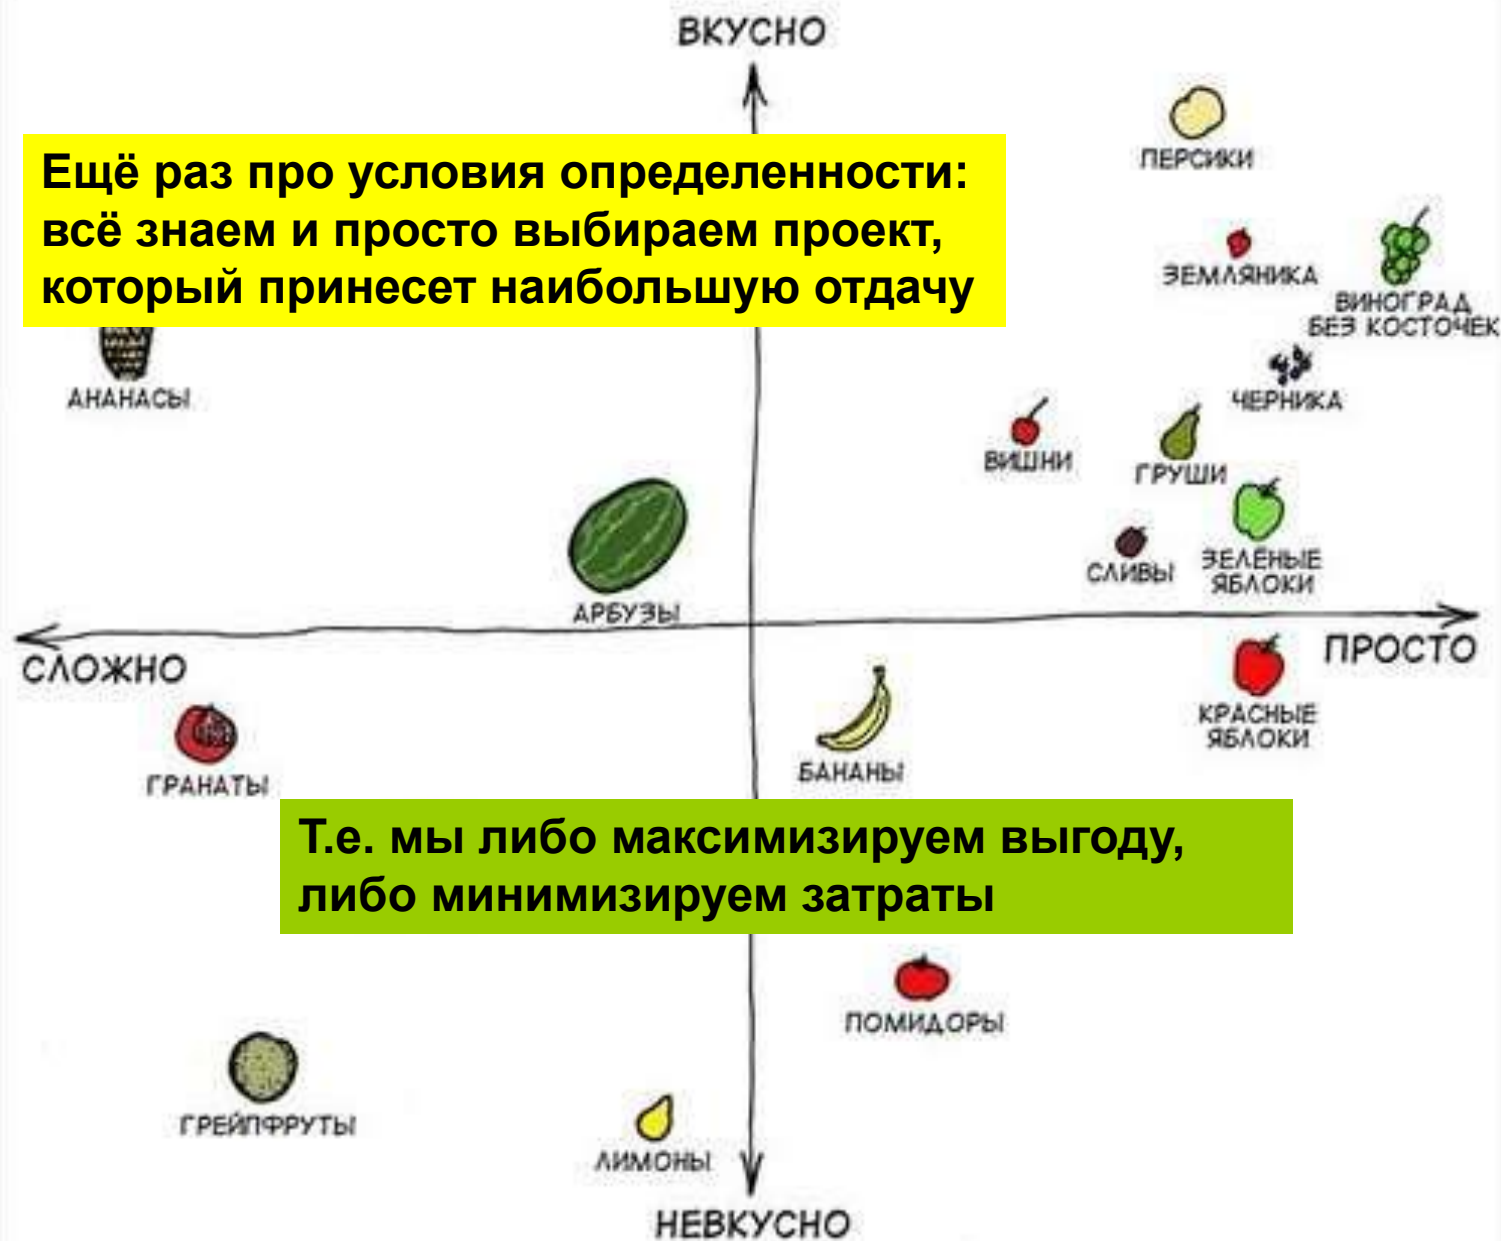 ВКУСНО
Ещё раз про условия определенности:
всё знаем и просто выбираем проект,
который принесет наибольшую отдачу
ПЕРСИКИ
ЗЕМЛЯНИКА
ВИНОГРАД
БЕЗ КОСТОЧЕК
АНАНАСЫ
ЧЕРНИКА
ВИШНИ
ГРУШИ
СЛИВЫ
ЗЕЛЁНЫЕ
ЯБЛОКИ
АРБУЗЫ
СЛОЖНО
ПРОСТО
КРАСНЫЕ
ЯБЛОКИ
ГРАНАТЫ
БАНАНЫ
Т.е. мы либо максимизируем выгоду,
либо минимизируем затраты
ПОМИДОРЫ
ГРЕЙПФРУТЫ
ЛИМОНЫ
НЕВКУСНО